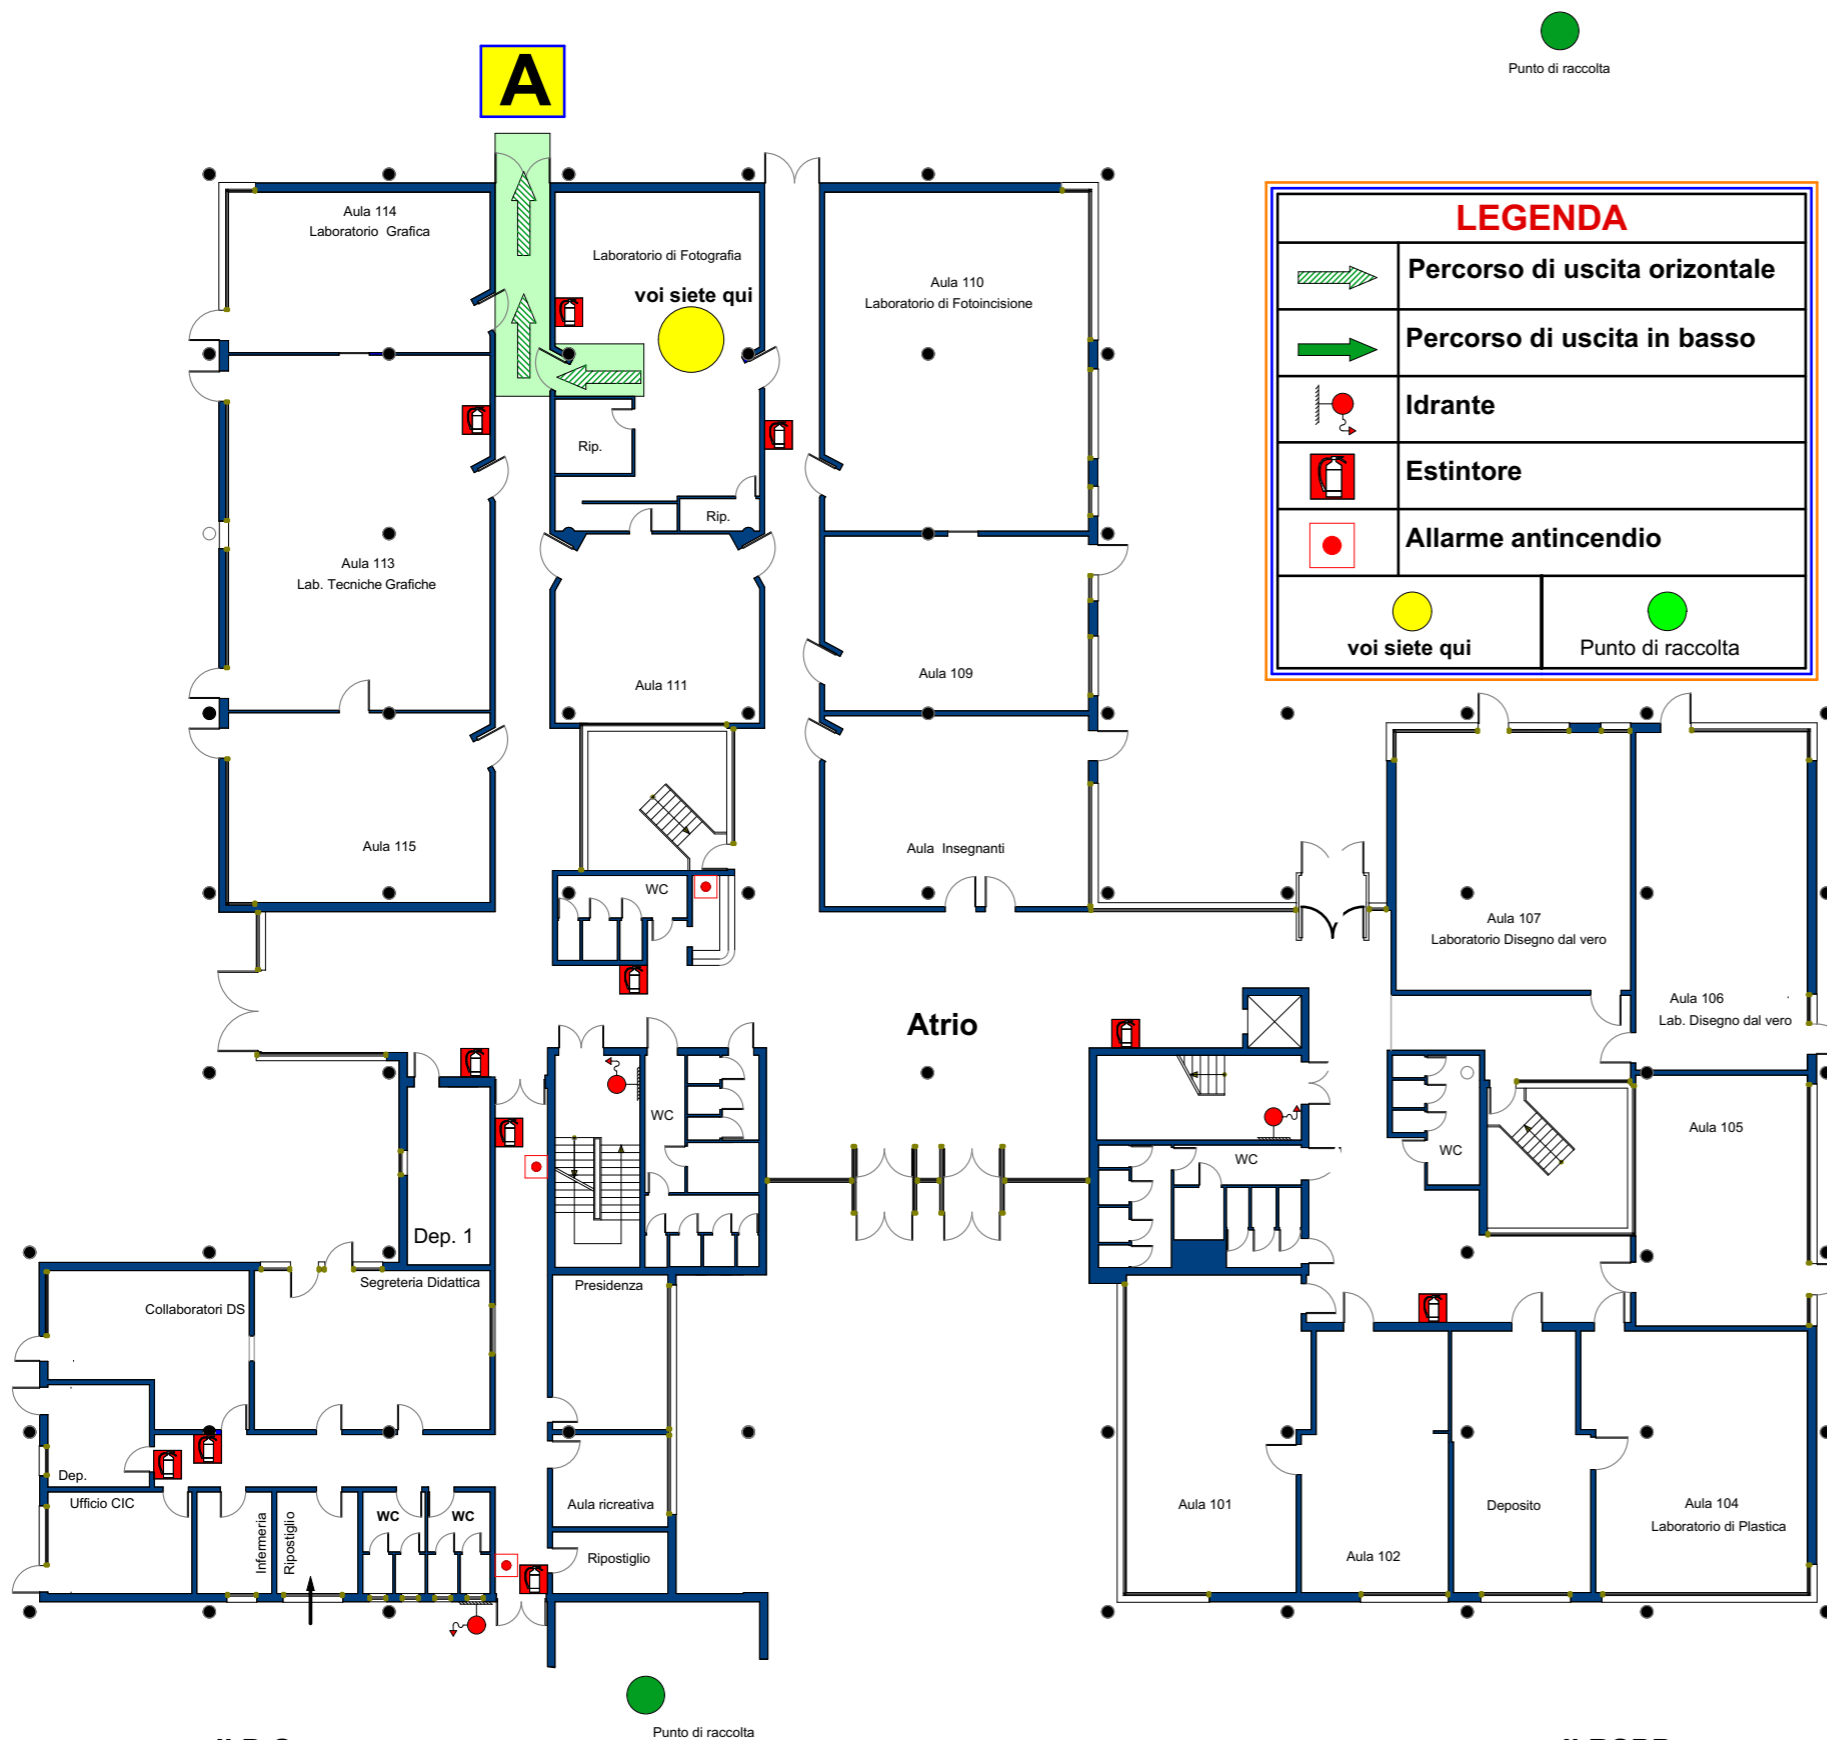 Punto di raccolta
A
Aula 114
Laboratorio Grafica
Laboratorio di Fotografia
voi siete qui
Aula 110
Laboratorio di Fotoincisione
LEGENDA
Percorso di uscita orizontale
Percorso di uscita in basso
Idrante
Estintore
Allarme antincendio
voi siete qui
Punto di raccolta
Rip.
Rip.
Aula 113
Lab. Tecniche Grafiche
Aula 111
Aula 109
Aula 115
Aula Insegnanti
WC
Aula 107
Laboratorio Disegno dal vero
Aula 106
Lab. Disegno dal vero
Atrio
WC
Aula 105
WC
WC
Dep. 1
Segreteria Didattica
Presidenza
Collaboratori DS
Dep.
Ufficio CIC
Infermeria
Ripostiglio
WC
WC
Aula ricreativa
Ripostiglio
Aula 101
Aula 102
Deposito
Aula 104
Laboratorio di Plastica
Punto di raccolta